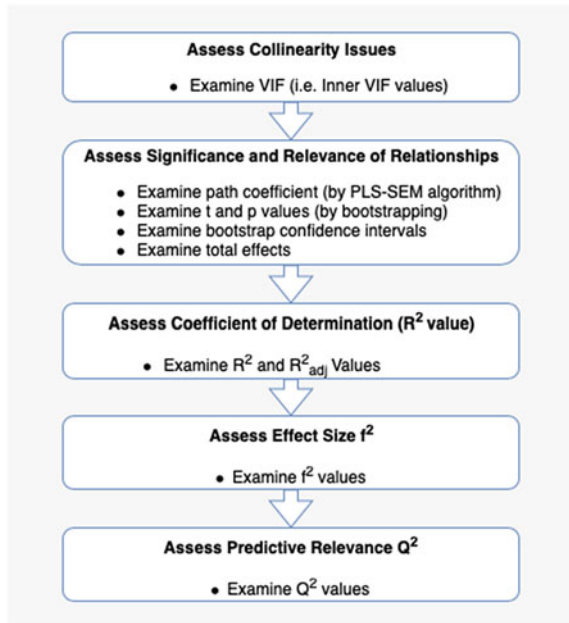 Assess Collinearity Issues
• Examine VIF (i.e. Inner VIF values)
Assess Significance and Relevance of Relationships
• Examine path coefficient (by PLS-SEM algorithm)
• Examine t and p values (by bootstrapping)
• Examine bootstrap confidence intervals
• Examine total effects
Assess Coefficient of Determination (R² value)
• Examine R² and R²adj Values
Assess Effect Size f²
• Examine f² values
Assess Predictive Relevance Q²
• Examine Q² values